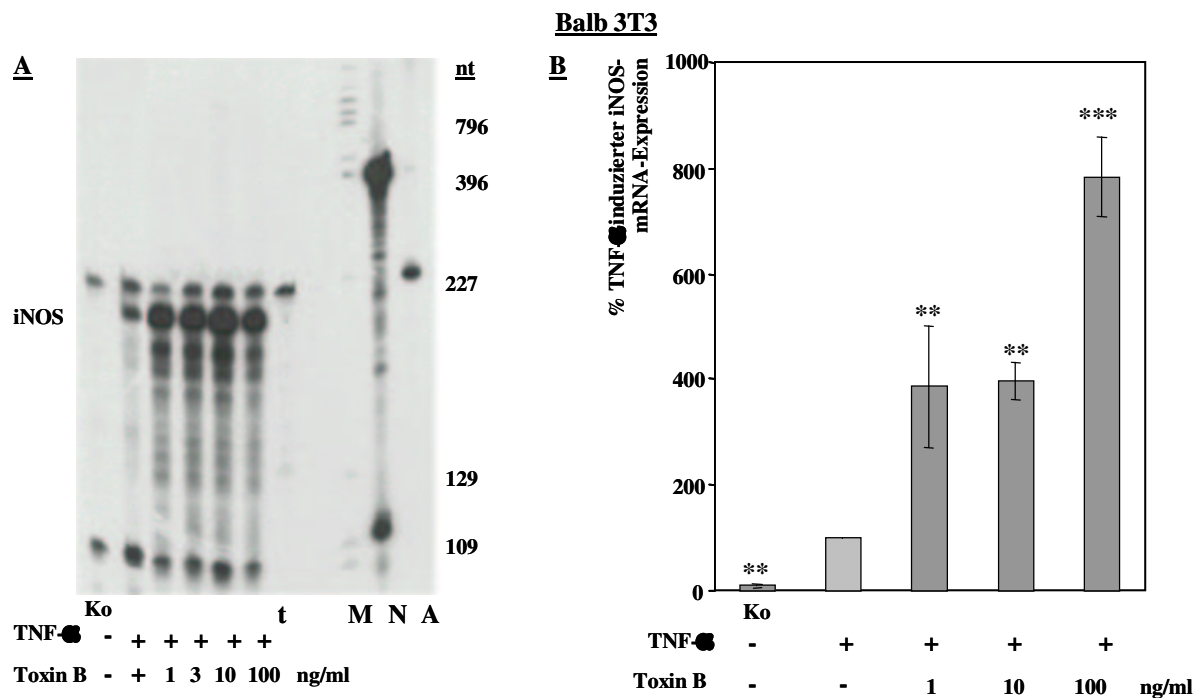 Balb 3T3
A
nt
796
396
227
iNOS
129
109
Ko
t
M N A
TNF- - + + + + +
Toxin B - + 1 3 10 100 ng/ml
B
% TNF- induzierter iNOS-
mRNA-Expression
1000
800
600
400
200
0
**
**
**
***
Ko
TNF- - + + + +
Toxin B - - 1 10 100 ng/ml